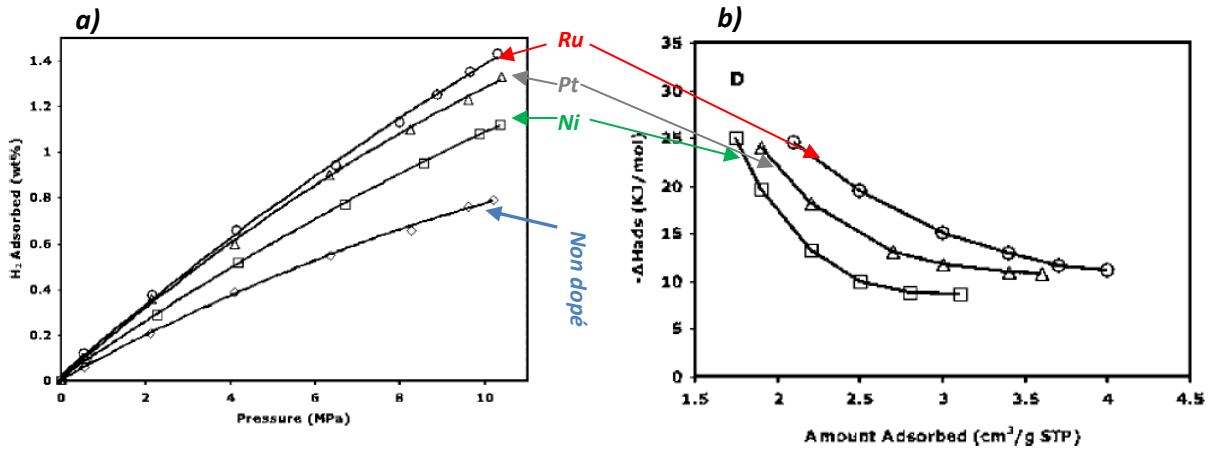 a)
H₂ Adsorbed (wt%)
1.4
1.2
1
0.8
0.6
0.4
0.2
0
0 2 4 6 8 10
Pressure (MPa)
Ru
Pt
Ni
Non dopé
b)
D
-ΔHads (KJ/mol)
35
30
25
20
15
10
5
0
1.5 2 2.5 3 3.5 4 4.5
Amount Adsorbed (cm³/g STP)